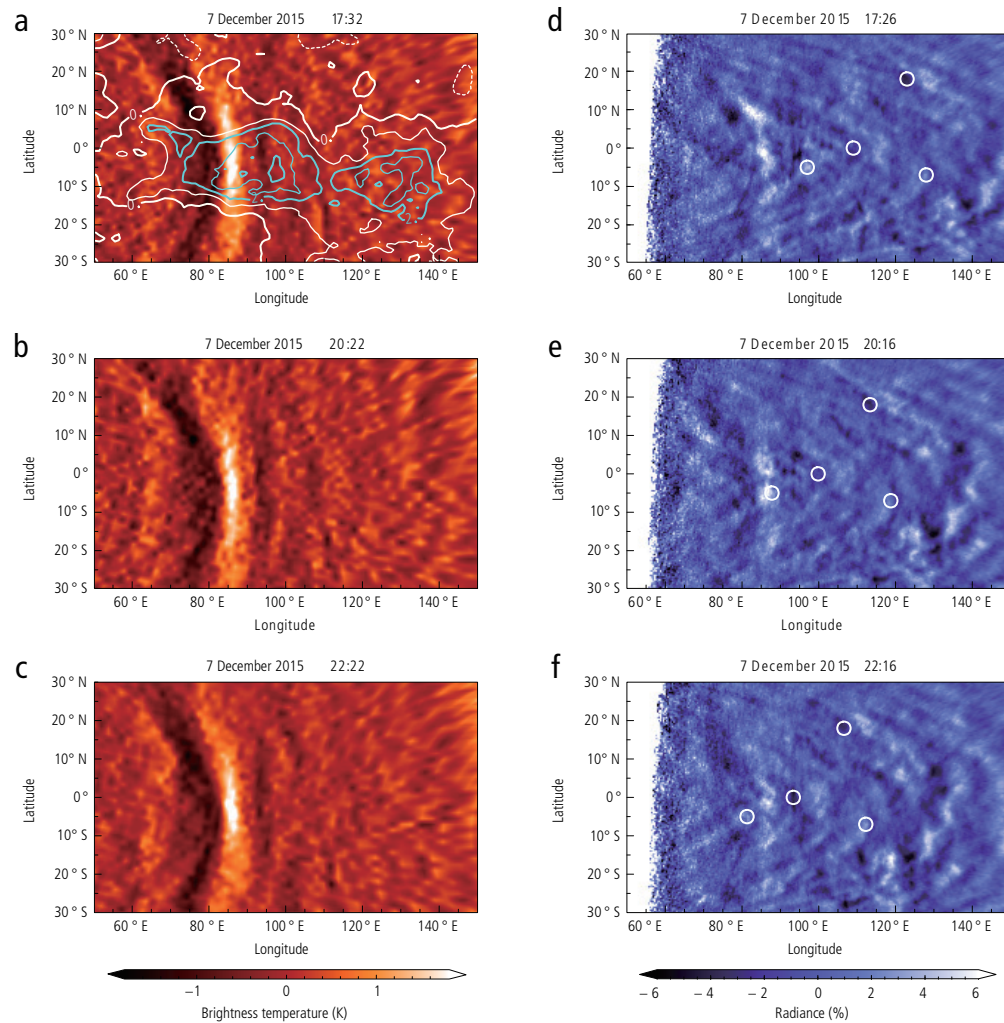 a
7 December 2015 17:32
30° N
20° N
10° N
0°
10° S
20° S
30° S
Latitude
0.
0.
0.
0.
2.
2.
60° E
80° E
100° E
120° E
140° E
Longitude
d
7 December 2015 17:26
30° N
20° N
10° N
0°
10° S
20° S
30° S
Latitude
60° E
80° E
100° E
120° E
140° E
Longitude
b
7 December 2015 20:22
30° N
20° N
10° N
0°
10° S
20° S
30° S
Latitude
60° E
80° E
100° E
120° E
140° E
Longitude
e
7 December 2015 20:16
30° N
20° N
10° N
0°
10° S
20° S
30° S
Latitude
60° E
80° E
100° E
120° E
140° E
Longitude
c
7 December 2015 22:22
30° N
20° N
10° N
0°
10° S
20° S
30° S
Latitude
60° E
80° E
100° E
120° E
140° E
Longitude
f
7 December 2015 22:16
30° N
20° N
10° N
0°
10° S
20° S
30° S
Latitude
60° E
80° E
100° E
120° E
140° E
Longitude
−1 0 1
Brightness temperature (K)
−6 −4 −2 0 2 4 6
Radiance (%)